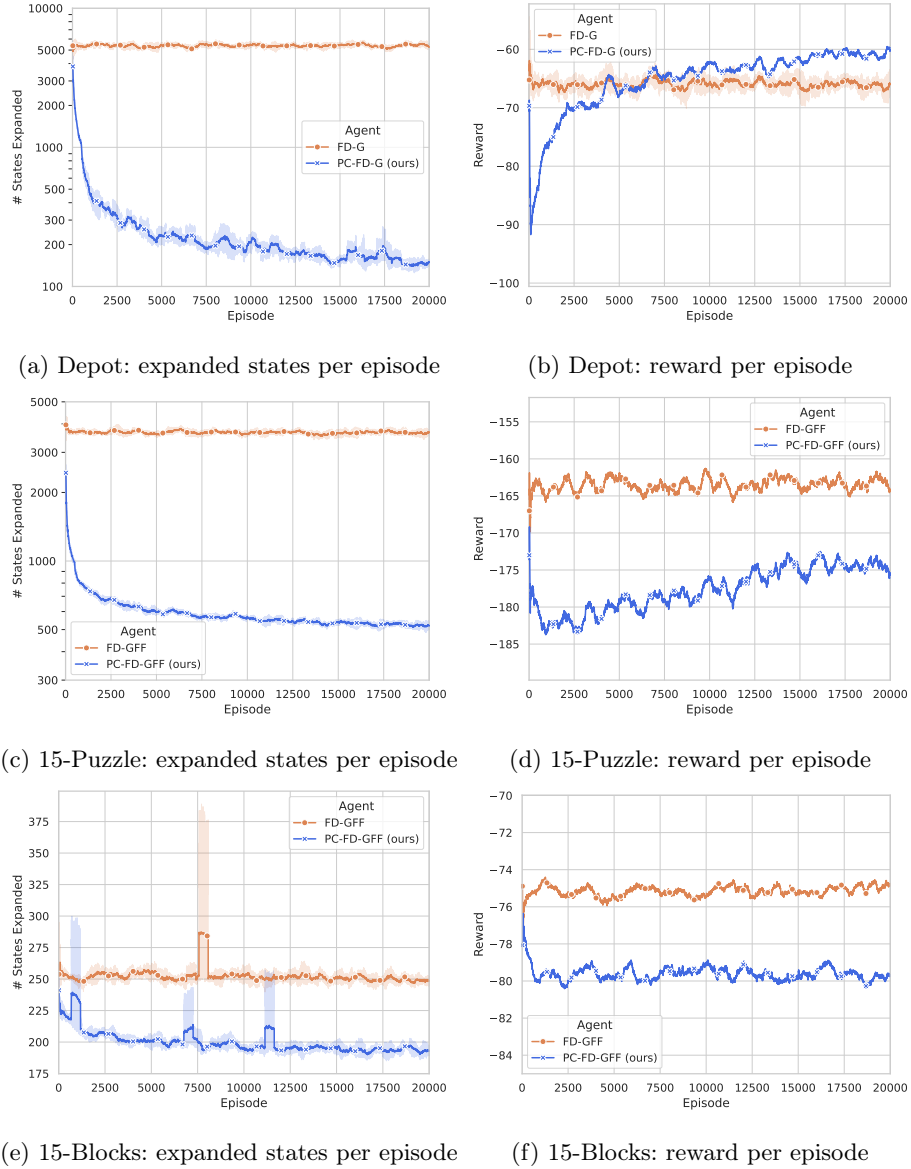 10000
5000
3000
2000
1000
500
300
200
100
# States Expanded
Agent
FD-G
PC-FD-G (ours)
0 2500 5000 7500 10000 12500 15000 17500 20000
Episode
(a) Depot: expanded states per episode
−60
−70
−80
−90
−100
Reward
Agent
FD-G
PC-FD-G (ours)
0 2500 5000 7500 10000 12500 15000 17500 20000
Episode
(b) Depot: reward per episode
5000
3000
2000
1000
500
300
# States Expanded
Agent
FD-GFF
PC-FD-GFF (ours)
0 2500 5000 7500 10000 12500 15000 17500 20000
Episode
(c) 15-Puzzle: expanded states per episode
−155
−160
−165
−170
−175
−180
−185
Reward
Agent
FD-GFF
PC-FD-GFF (ours)
0 2500 5000 7500 10000 12500 15000 17500 20000
Episode
(d) 15-Puzzle: reward per episode
375
350
325
300
275
250
225
200
175
# States Expanded
Agent
FD-GFF
PC-FD-GFF (ours)
0 2500 5000 7500 10000 12500 15000 17500 20000
Episode
(e) 15-Blocks: expanded states per episode
−70
−72
−74
−76
−78
−80
−82
−84
Reward
Agent
FD-GFF
PC-FD-GFF (ours)
0 2500 5000 7500 10000 12500 15000 17500 20000
Episode
(f) 15-Blocks: reward per episode